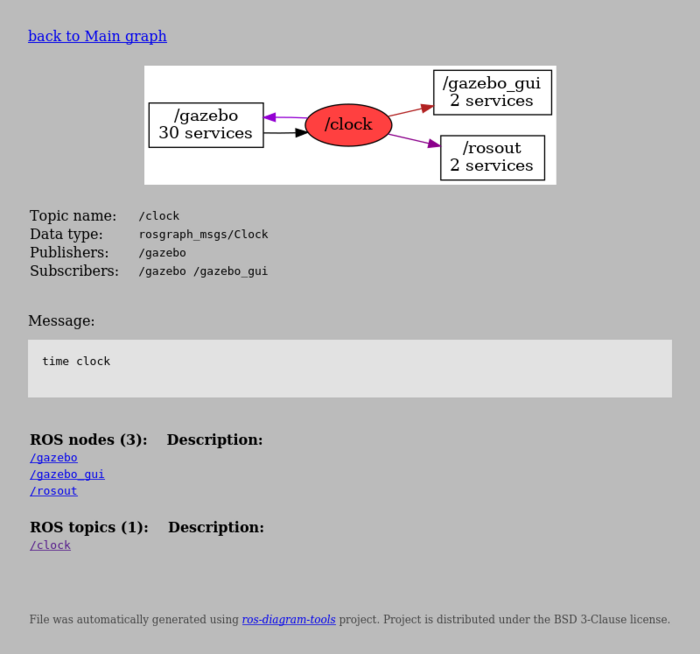 back to Main graph
/gazebo
30 services
/clock
/gazebo_gui
2 services
/rosout
2 services
Topic name: /clock
Data type: rosgraph_msgs/Clock
Publishers: /gazebo
Subscribers: /gazebo /gazebo_gui
Message:
time clock
ROS nodes (3): Description:
/gazebo
/gazebo_gui
/rosout
ROS topics (1): Description:
/clock
File was automatically generated using ros-diagram-tools project. Project is distributed under the BSD 3-Clause license.